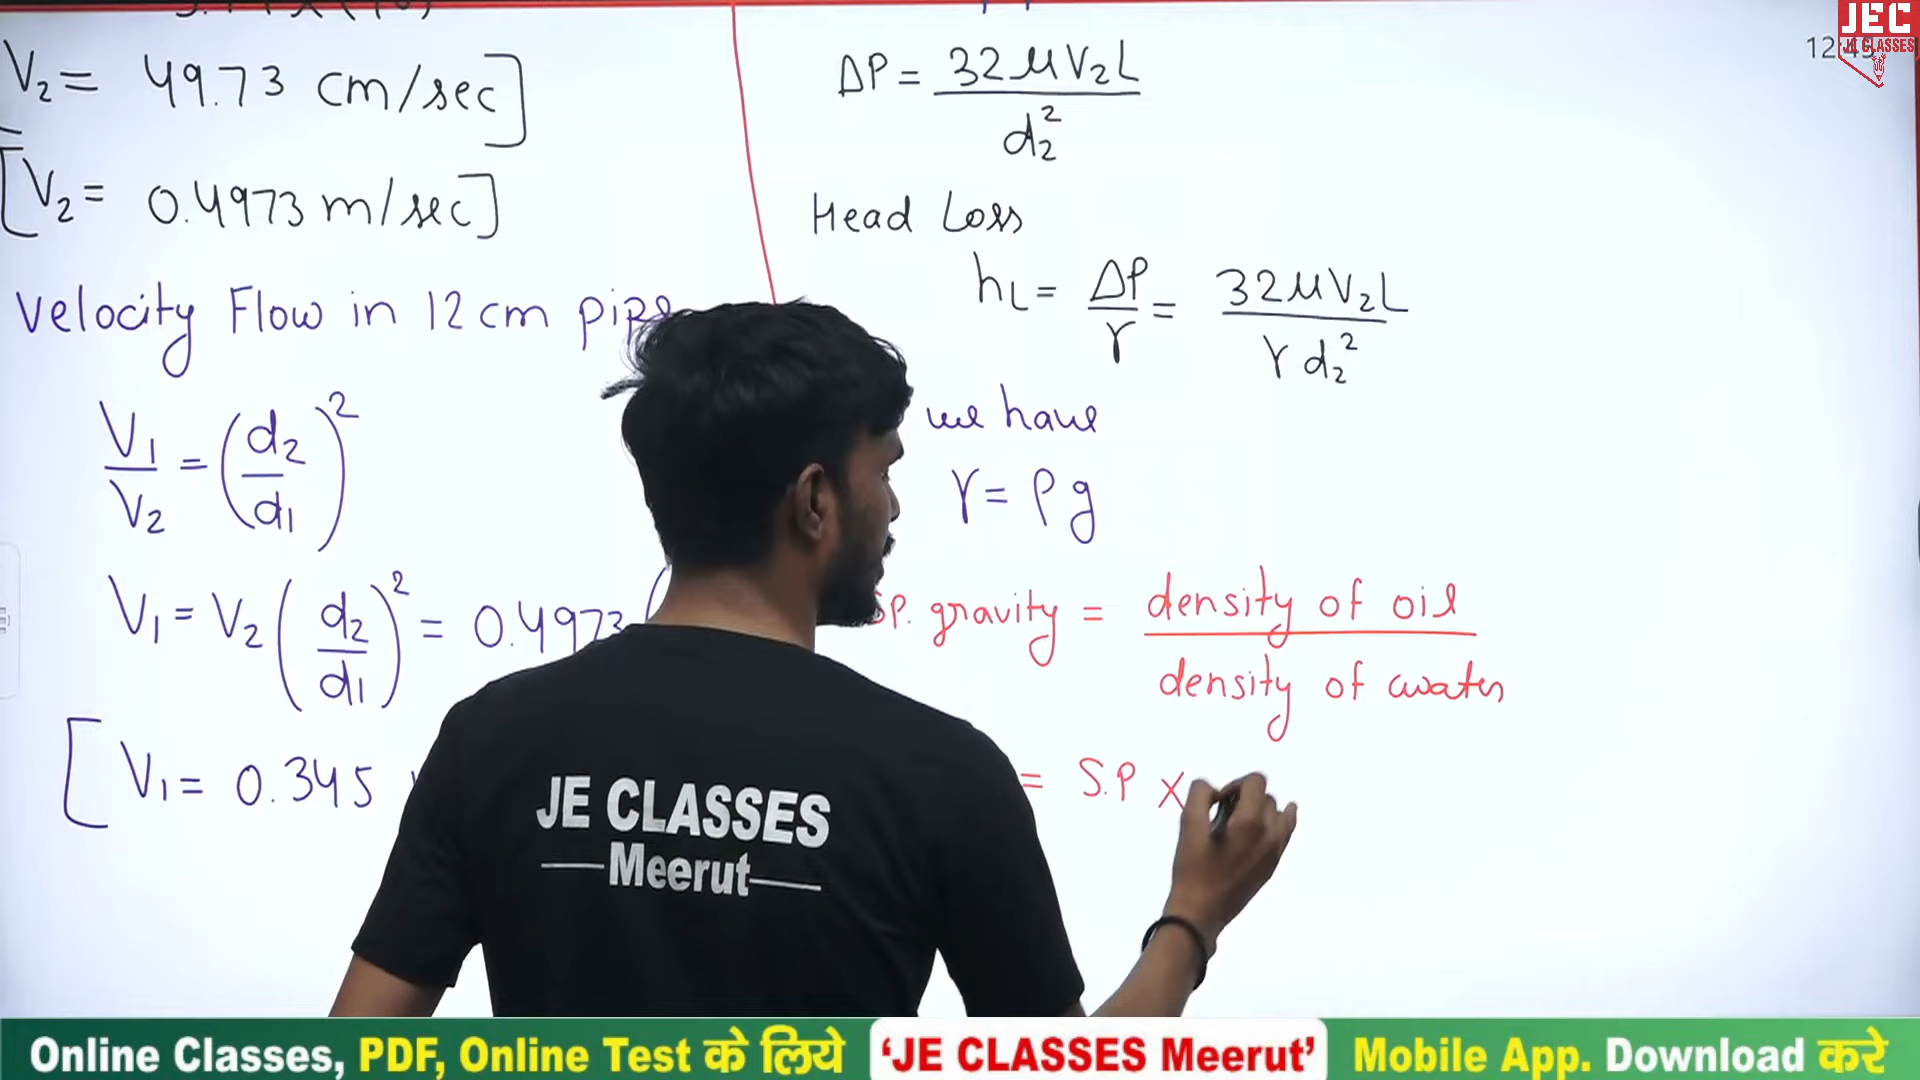 V₂ = 49.73 cm/sec]
[V₂ = 0.4973 m/sec]
Velocity Flow in 12 cm pipe
V₁/V₂ = (d₂/d₁)²
V₁ = V₂ (d₂/d₁)² = 0.4973 (
[V₁ = 0.345
ΔP = 32μV₂L/d₂²
Head Loss
hL = ΔP/γ = 32μV₂L/γd₂²
we have
γ = ρg
SP. gravity = density of oil/density of water
= S.P ×
JEC
JE CLASSES
JE CLASSES
Meerut
Online Classes, PDF, Online Test के लिये 'JE CLASSES Meerut' Mobile App. Download करे